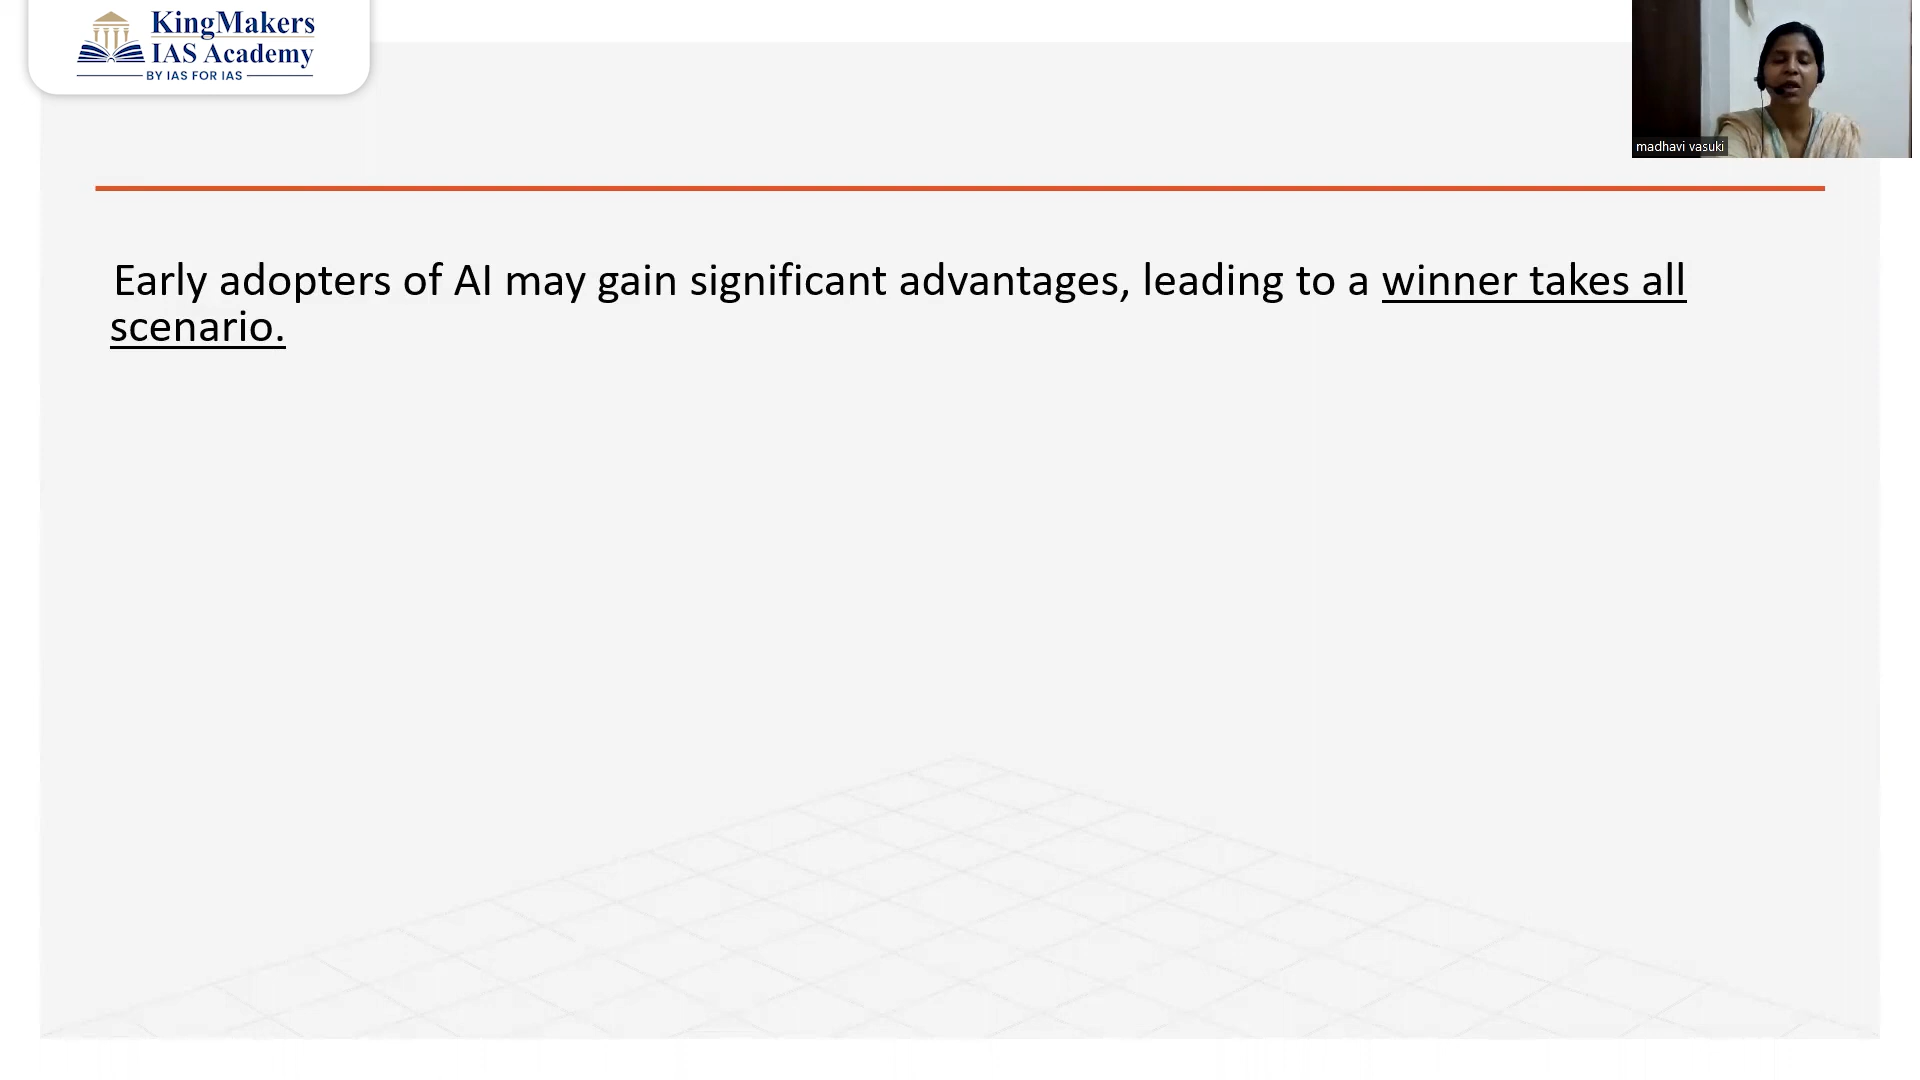 KingMakers
IAS Academy
BY IAS FOR IAS
madhavi vasuki
Early adopters of AI may gain significant advantages, leading to a winner takes all
scenario.